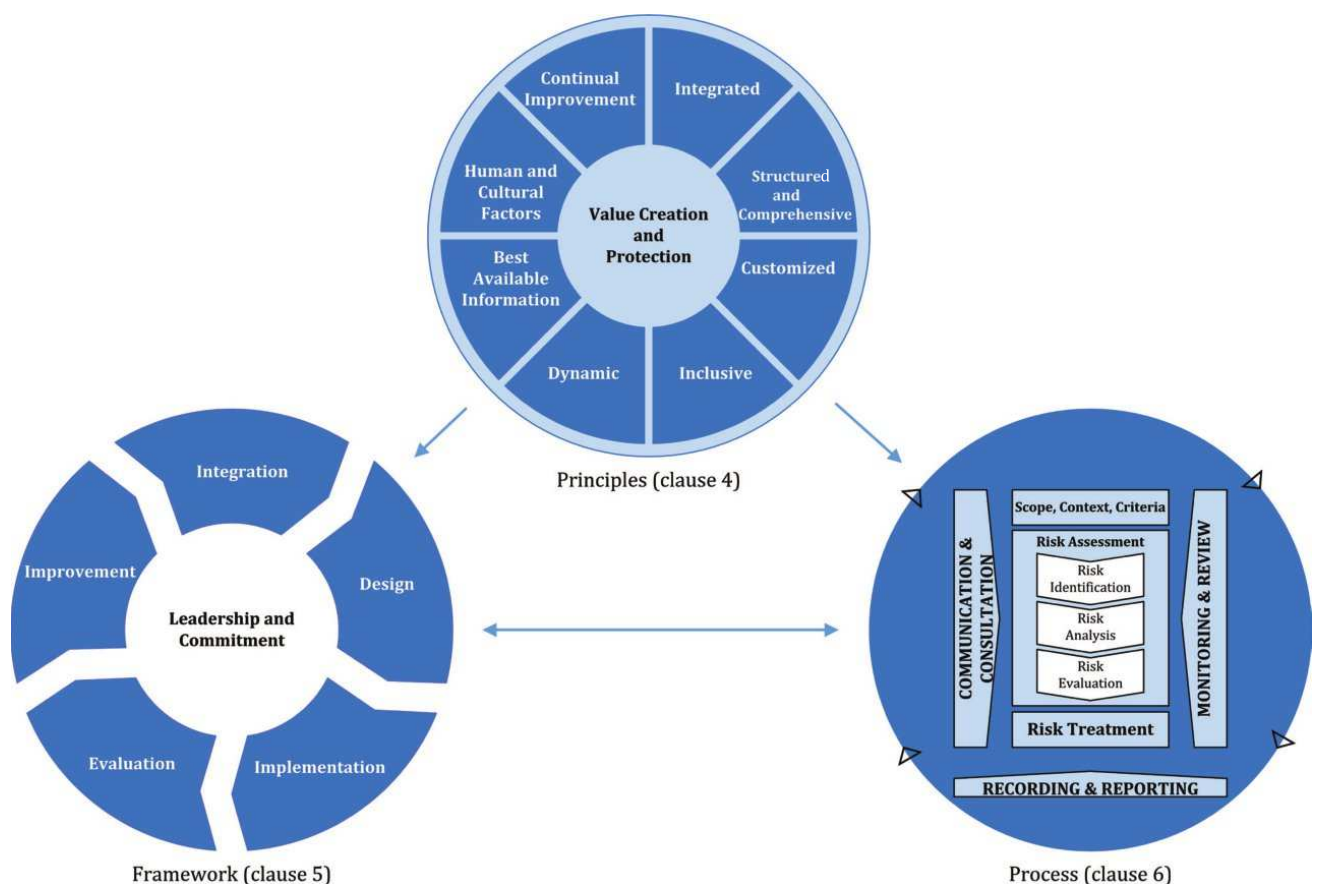 Continual
Improvement
Integrated
Structured
and
Comprehensive
Customized
Inclusive
Dynamic
Best
Available
Information
Human and
Cultural
Factors
Value Creation
and
Protection
Principles (clause 4)
Integration
Design
Implementation
Evaluation
Improvement
Leadership and
Commitment
Framework (clause 5)
Scope, Context, Criteria
Risk Assessment
Risk
Identification
Risk
Analysis
Risk
Evaluation
Risk Treatment
COMMUNICATION &
CONSULTATION
MONITORING & REVIEW
RECORDING & REPORTING
Process (clause 6)